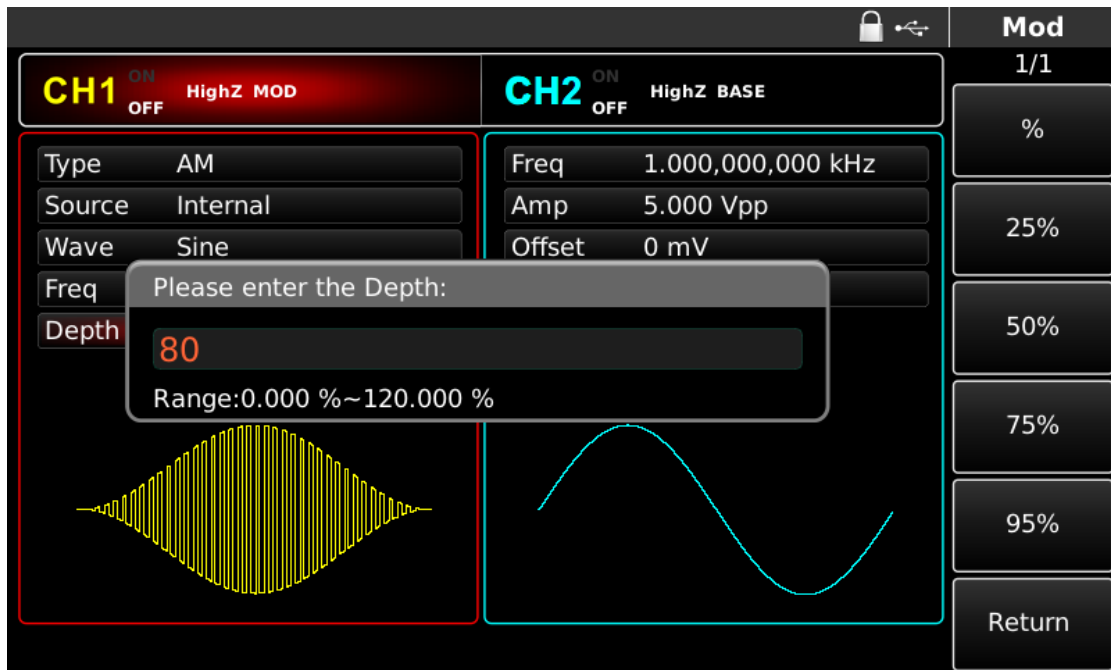 Mod
1/1
CH1 ON OFF HighZ MOD
CH2 ON OFF HighZ BASE
Type AM
Source Internal
Wave Sine
Freq
Depth
Freq 1.000,000,000 kHz
Amp 5.000 Vpp
Offset 0 mV
Please enter the Depth:
80
Range:0.000 %~120.000 %
%
25%
50%
75%
95%
Return